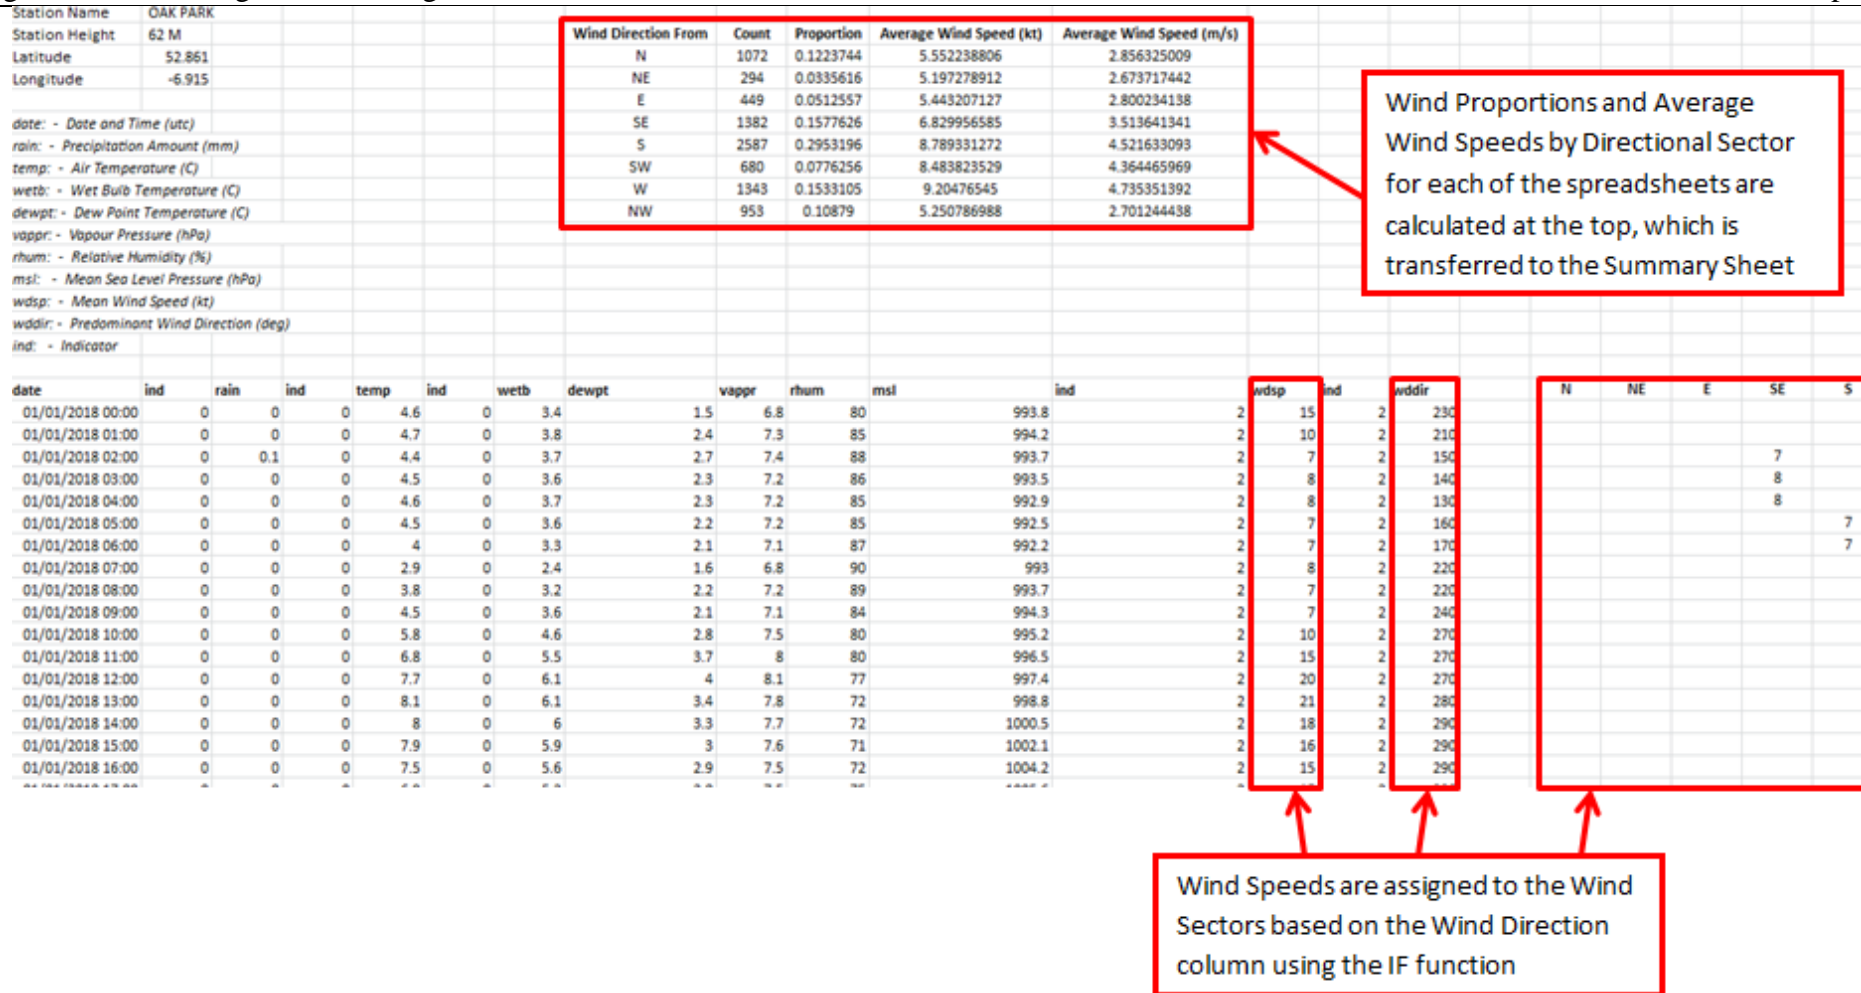 Station Name OAK PARK
Station Height 62 M
Latitude 52.861
Longitude -6.915
date: - Date and Time (utc)
rain: - Precipitation Amount (mm)
temp: - Air Temperature (C)
wetb: - Wet Bulb Temperature (C)
dewpt: - Dew Point Temperature (C)
vappr: - Vapour Pressure (hPa)
rhum: - Relative Humidity (%)
msl: - Mean Sea Level Pressure (hPa)
wdsp: - Mean Wind Speed (kt)
wddir: - Predominant Wind Direction (deg)
ind: - Indicator
Wind Direction From Count Proportion Average Wind Speed (kt) Average Wind Speed (m/s)
N 1072 0.1223744 5.552238806 2.856325009
NE 294 0.0335616 5.197278912 2.673717442
E 449 0.0512557 5.443207127 2.800234138
SE 1382 0.1577626 6.829956585 3.513641341
S 2587 0.2953196 8.789331272 4.521633093
SW 680 0.0776256 8.483823529 4.364465969
W 1343 0.1533105 9.20476545 4.735351392
NW 953 0.10879 5.250786988 2.701244438
Wind Proportions and Average
Wind Speeds by Directional Sector
for each of the spreadsheets are
calculated at the top, which is
transferred to the Summary Sheet
date ind rain ind temp ind wetb dewpt vappr rhum msl ind wdsp ind wddir N NE E SE S
01/01/2018 00:00 0 0 0 4.6 0 3.4 1.5 6.8 80 993.8 2 15 2 230
01/01/2018 01:00 0 0 0 4.7 0 3.8 2.4 7.3 85 994.2 2 10 2 210
01/01/2018 02:00 0 0.1 0 4.4 0 3.7 2.7 7.4 88 993.7 2 7 2 150 7
01/01/2018 03:00 0 0 0 4.5 0 3.6 2.3 7.2 86 993.5 2 8 2 140 8
01/01/2018 04:00 0 0 0 4.6 0 3.7 2.3 7.2 85 992.9 2 8 2 130 8
01/01/2018 05:00 0 0 0 4.5 0 3.6 2.2 7.2 85 992.5 2 7 2 160 7
01/01/2018 06:00 0 0 0 4 0 3.3 2.1 7.1 87 992.2 2 7 2 170 7
01/01/2018 07:00 0 0 0 2.9 0 2.4 1.6 6.8 90 993 2 8 2 220
01/01/2018 08:00 0 0 0 3.8 0 3.2 2.2 7.2 89 993.7 2 7 2 220
01/01/2018 09:00 0 0 0 4.5 0 3.6 2.1 7.1 84 994.3 2 7 2 240
01/01/2018 10:00 0 0 0 5.8 0 4.6 2.8 7.5 80 995.2 2 10 2 270
01/01/2018 11:00 0 0 0 6.8 0 5.5 3.7 8 80 996.5 2 15 2 270
01/01/2018 12:00 0 0 0 7.7 0 6.1 4 8.1 77 997.4 2 20 2 270
01/01/2018 13:00 0 0 0 8.1 0 6.1 3.4 7.8 72 998.8 2 21 2 280
01/01/2018 14:00 0 0 0 8 0 6 3.3 7.7 72 1000.5 2 18 2 290
01/01/2018 15:00 0 0 0 7.9 0 5.9 3 7.6 71 1002.1 2 16 2 290
01/01/2018 16:00 0 0 0 7.5 0 5.6 2.9 7.5 72 1004.2 2 15 2 290
Wind Speeds are assigned to the Wind
Sectors based on the Wind Direction
column using the IF function